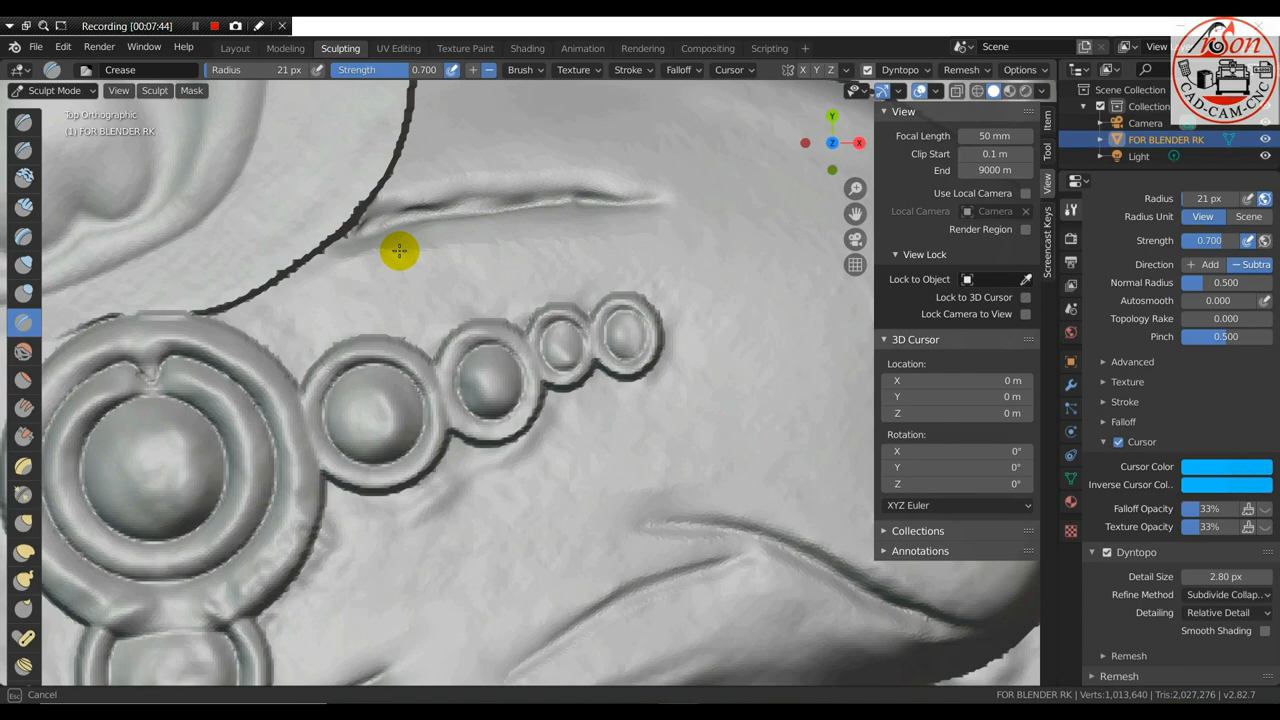 Recording [00:07:44]
File Edit Render Window Help Layout Modeling Sculpting UV Editing Texture Paint Shading Animation Rendering Compositing Scripting + Scene View
Crease Radius 21 px Strength 0.700 Brush Texture Stroke Falloff Cursor X Y Z Dyntopo Remesh Options
Sculpt Mode View Sculpt Mask
Top Orthographic
(1) FOR BLENDER RK
Y
Z X
View
Focal Length 50 mm
Clip Start 0.1 m
End 9000 m
Use Local Camera
Local Camera Camera
Render Region
View Lock
Lock to Object
Lock to 3D Cursor
Lock Camera to View
3D Cursor
Location:
X 0 m
Y 0 m
Z 0 m
Rotation:
X 0°
Y 0°
Z 0°
XYZ Euler
Collections
Annotations
Item
Tool
View
Screencast Keys
Scene Collection
Collection
Camera
FOR BLENDER RK
Light
Radius 21 px
Radius Unit View Scene
Strength 0.700
Direction + Add − Subtra
Normal Radius 0.500
Autosmooth 0.000
Topology Rake 0.000
Pinch 0.500
Advanced
Texture
Stroke
Falloff
Cursor
Cursor Color
Inverse Cursor Col..
Falloff Opacity 33%
Texture Opacity 33%
Dyntopo
Detail Size 2.80 px
Refine Method Subdivide Collap..
Detailing Relative Detail
Smooth Shading
Remesh
Remesh
Esc Cancel
FOR BLENDER RK | Verts:1,013,640 | Tris:2,027,276 | v2.82.7
ArSon
CAD-CAM-CNC